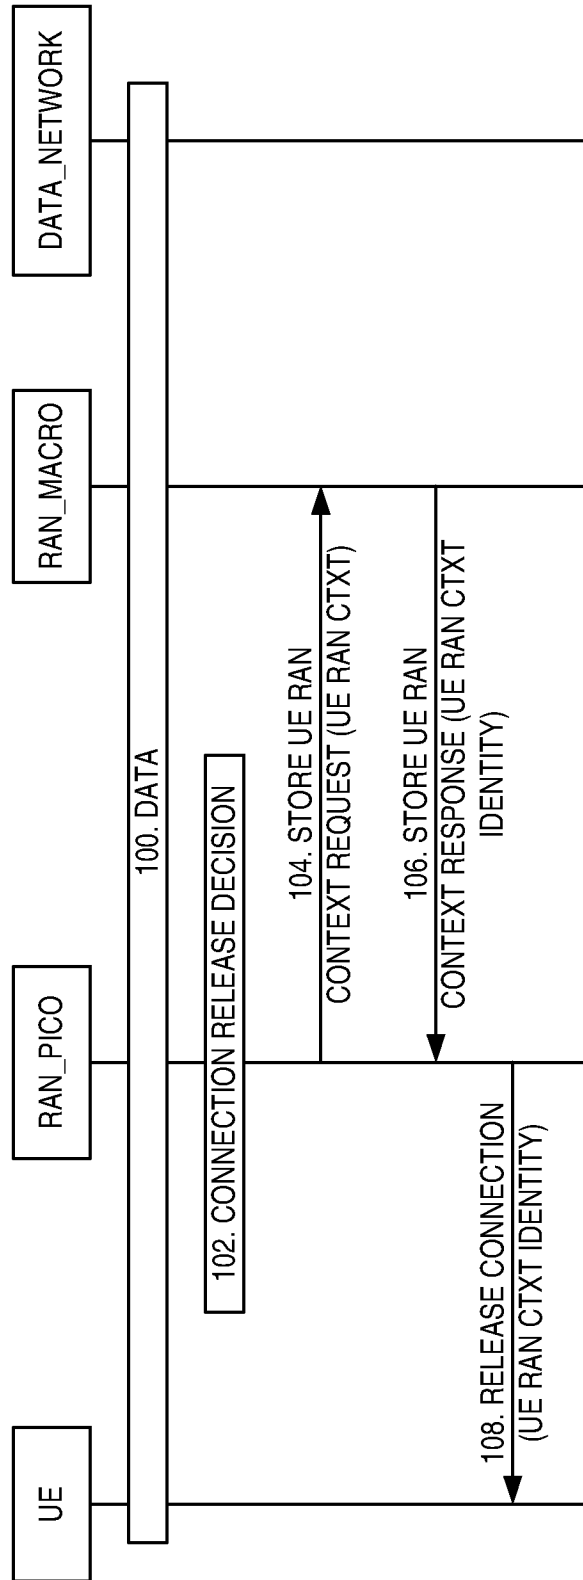 UE
RAN_PICO
RAN_MACRO
DATA_NETWORK
100. DATA
102. CONNECTION RELEASE DECISION
104. STORE UE RAN
CONTEXT REQUEST (UE RAN CTXT)
106. STORE UE RAN
CONTEXT RESPONSE (UE RAN CTXT
IDENTITY)
108. RELEASE CONNECTION
(UE RAN CTXT IDENTITY)